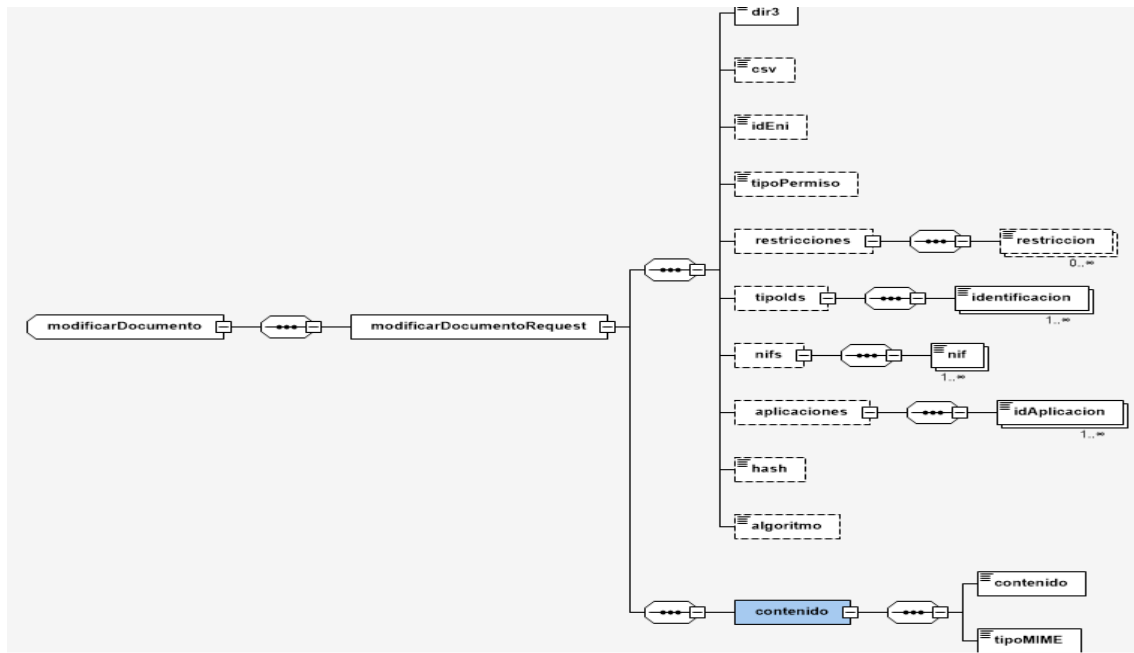 dir3
csv
idEni
tipoPermiso
restricciones
restriccion
0..∞
tipoIds
identificacion
1..∞
modificarDocumento
modificarDocumentoRequest
nifs
nif
1..∞
aplicaciones
idAplicacion
1..∞
hash
algoritmo
contenido
contenido
tipoMIME